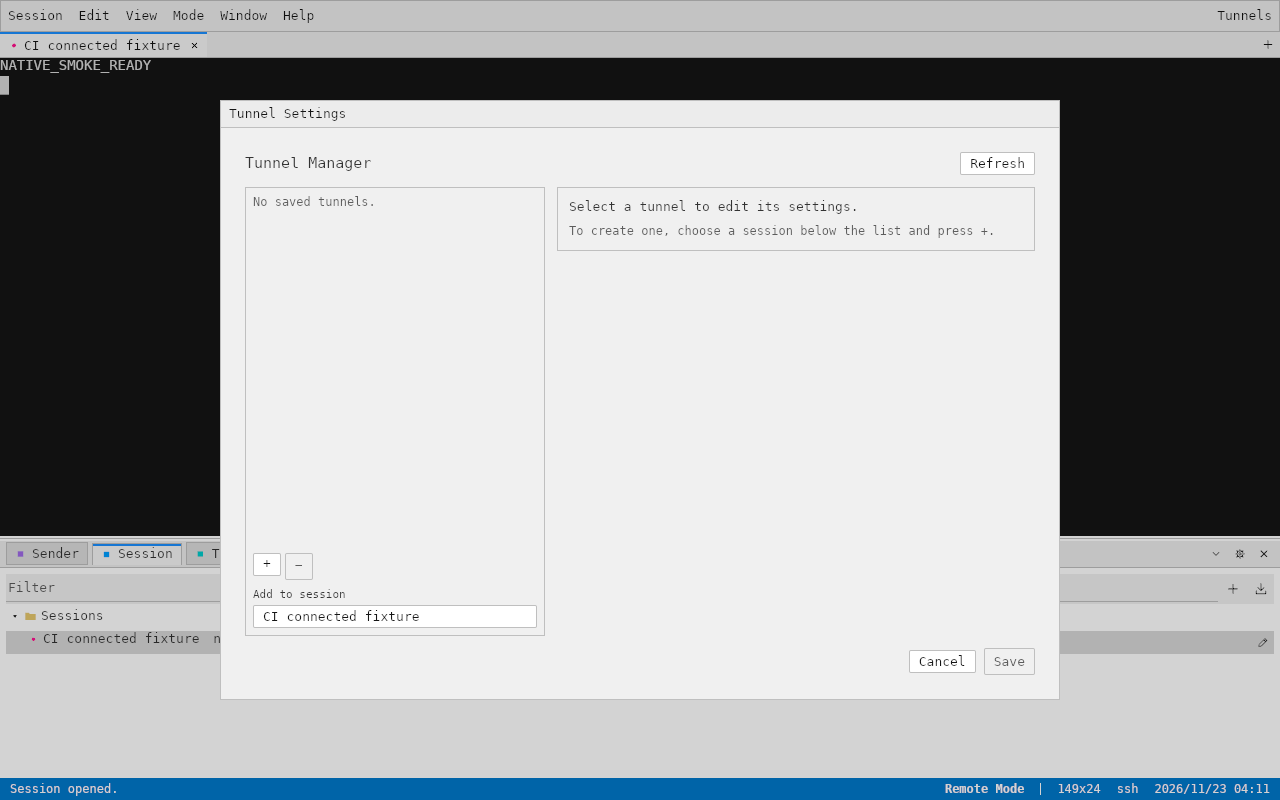 Session Edit View Mode Window Help Tunnels
CI connected fixture ×
NATIVE_SMOKE_READY
Tunnel Settings
Tunnel Manager
Refresh
No saved tunnels.
Select a tunnel to edit its settings.
To create one, choose a session below the list and press +.
+ −
Add to session
CI connected fixture
Cancel Save
Sender Session T
Filter
Sessions
CI connected fixture n
Session opened. Remote Mode | 149x24 ssh 2026/11/23 04:11